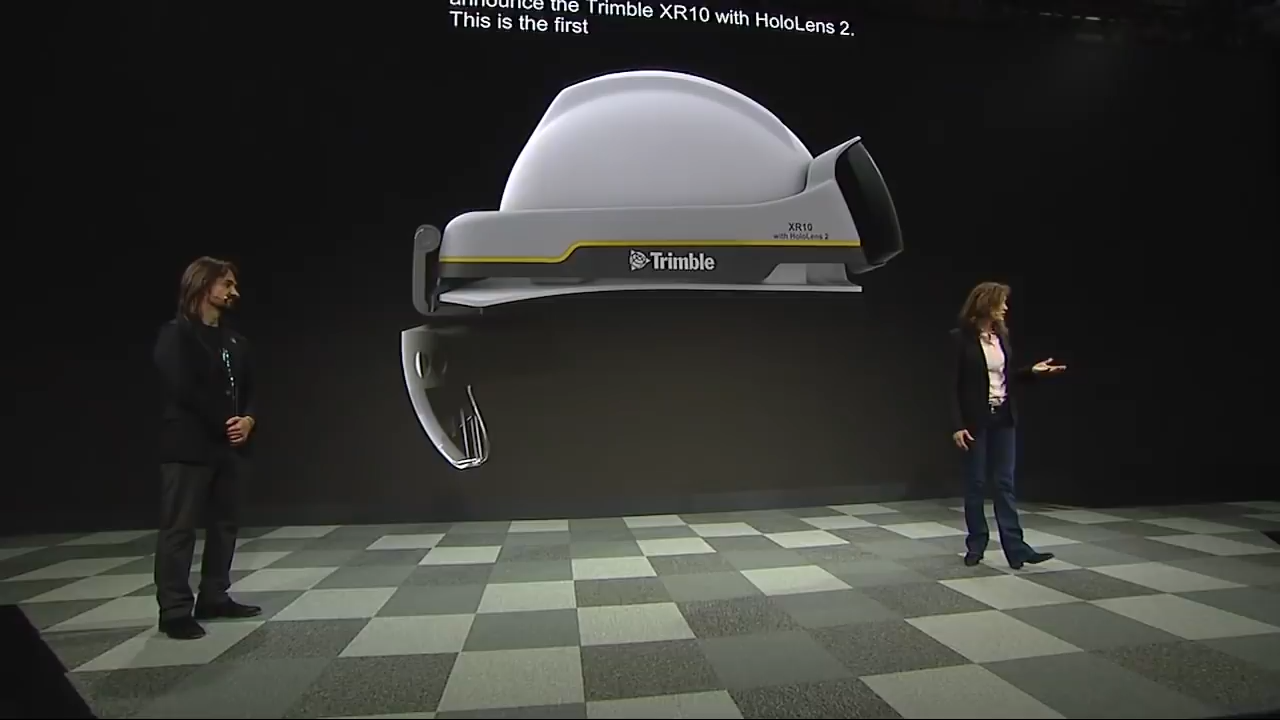 announce the Trimble XR10 with HoloLens 2.
This is the first
XR10
with HoloLens 2
Trimble